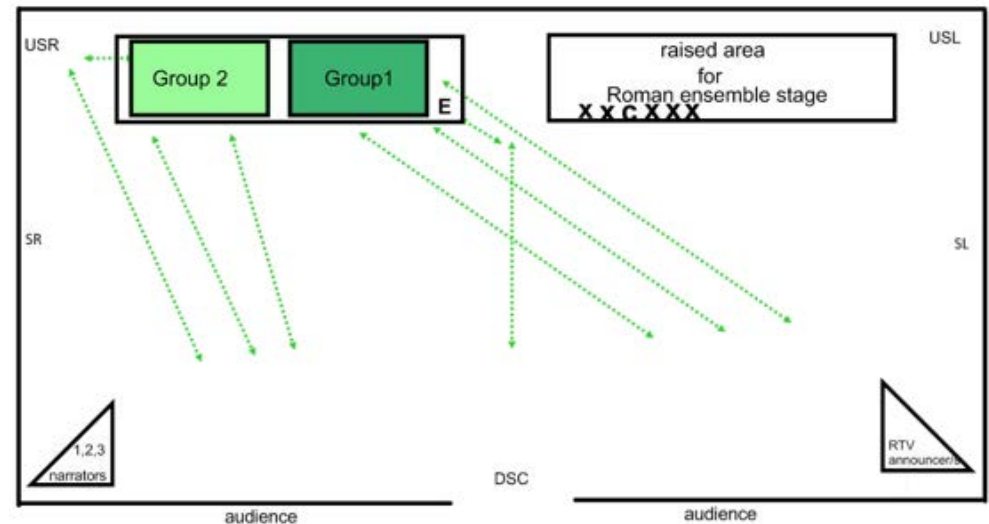 USR
USL
Group 2
Group1
E
raised area
for
Roman ensemble stage
X X C X X X
SR
SL
1,2,3
narrators
RTV
announcer/s
DSC
audience
audience